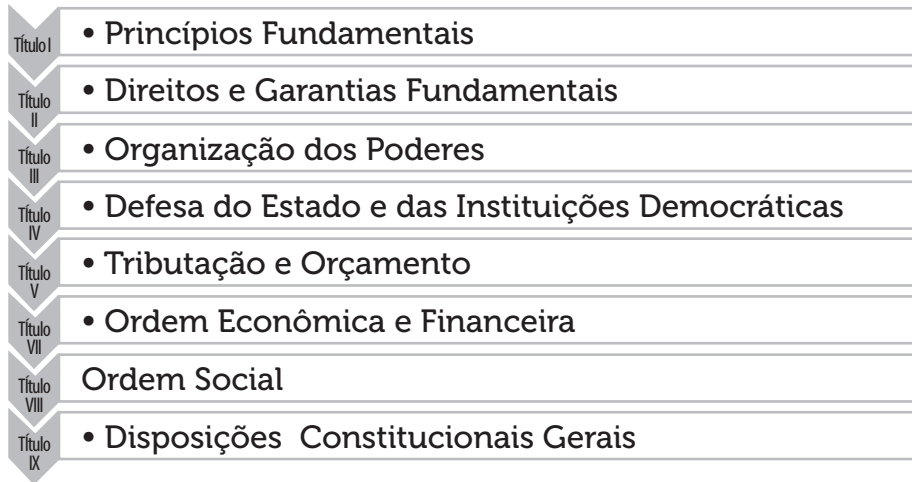 Título I
• Princípios Fundamentais
Título
II
• Direitos e Garantias Fundamentais
Título
III
• Organização dos Poderes
Título
IV
• Defesa do Estado e das Instituições Democráticas
Título
V
• Tributação e Orçamento
Título
VII
• Ordem Econômica e Financeira
Título
VIII
Ordem Social
Título
IX
• Disposições Constitucionais Gerais